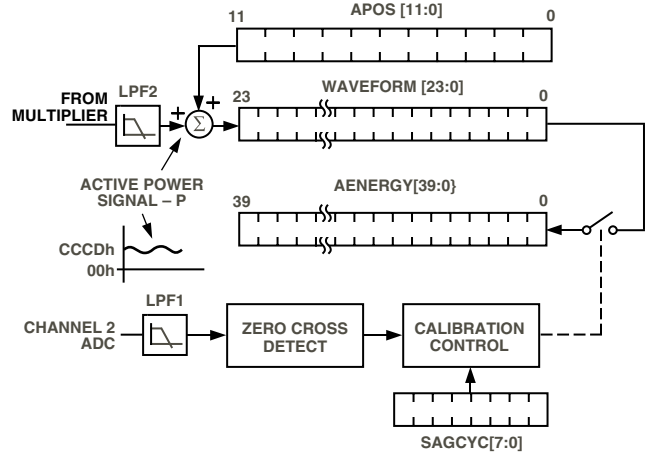 APOS [11:0]
11
0
LPF2
FROM
MULTIPLIER
+
+
Σ
WAVEFORM [23:0]
23
0
ACTIVE POWER
SIGNAL – P
AENERGY[39:0}
39
0
CCCDh
00h
LPF1
CHANNEL 2
ADC
ZERO CROSS
DETECT
CALIBRATION
CONTROL
SAGCYC[7:0]